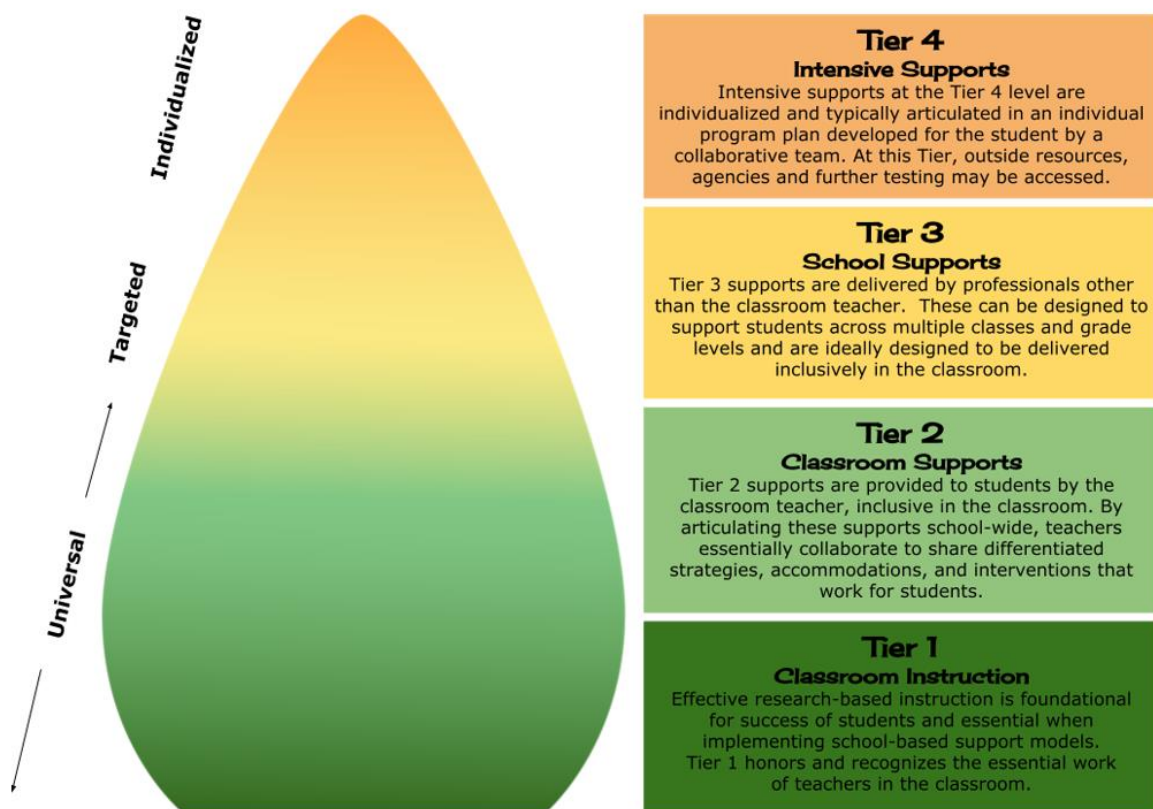 Individualized
Targeted
Universal
Tier 4
Intensive Supports
Intensive supports at the Tier 4 level are
individualized and typically articulated in an individual
program plan developed for the student by a
collaborative team. At this Tier, outside resources,
agencies and further testing may be accessed.
Tier 3
School Supports
Tier 3 supports are delivered by professionals other
than the classroom teacher.  These can be designed to
support students across multiple classes and grade
levels and are ideally designed to be delivered
inclusively in the classroom.
Tier 2
Classroom Supports
Tier 2 supports are provided to students by the
classroom teacher, inclusive in the classroom. By
articulating these supports school-wide, teachers
essentially collaborate to share differentiated
strategies, accommodations, and interventions that
work for students.
Tier 1
Classroom Instruction
Effective research-based instruction is foundational
for success of students and essential when
implementing school-based support models.
Tier 1 honors and recognizes the essential work
of teachers in the classroom.